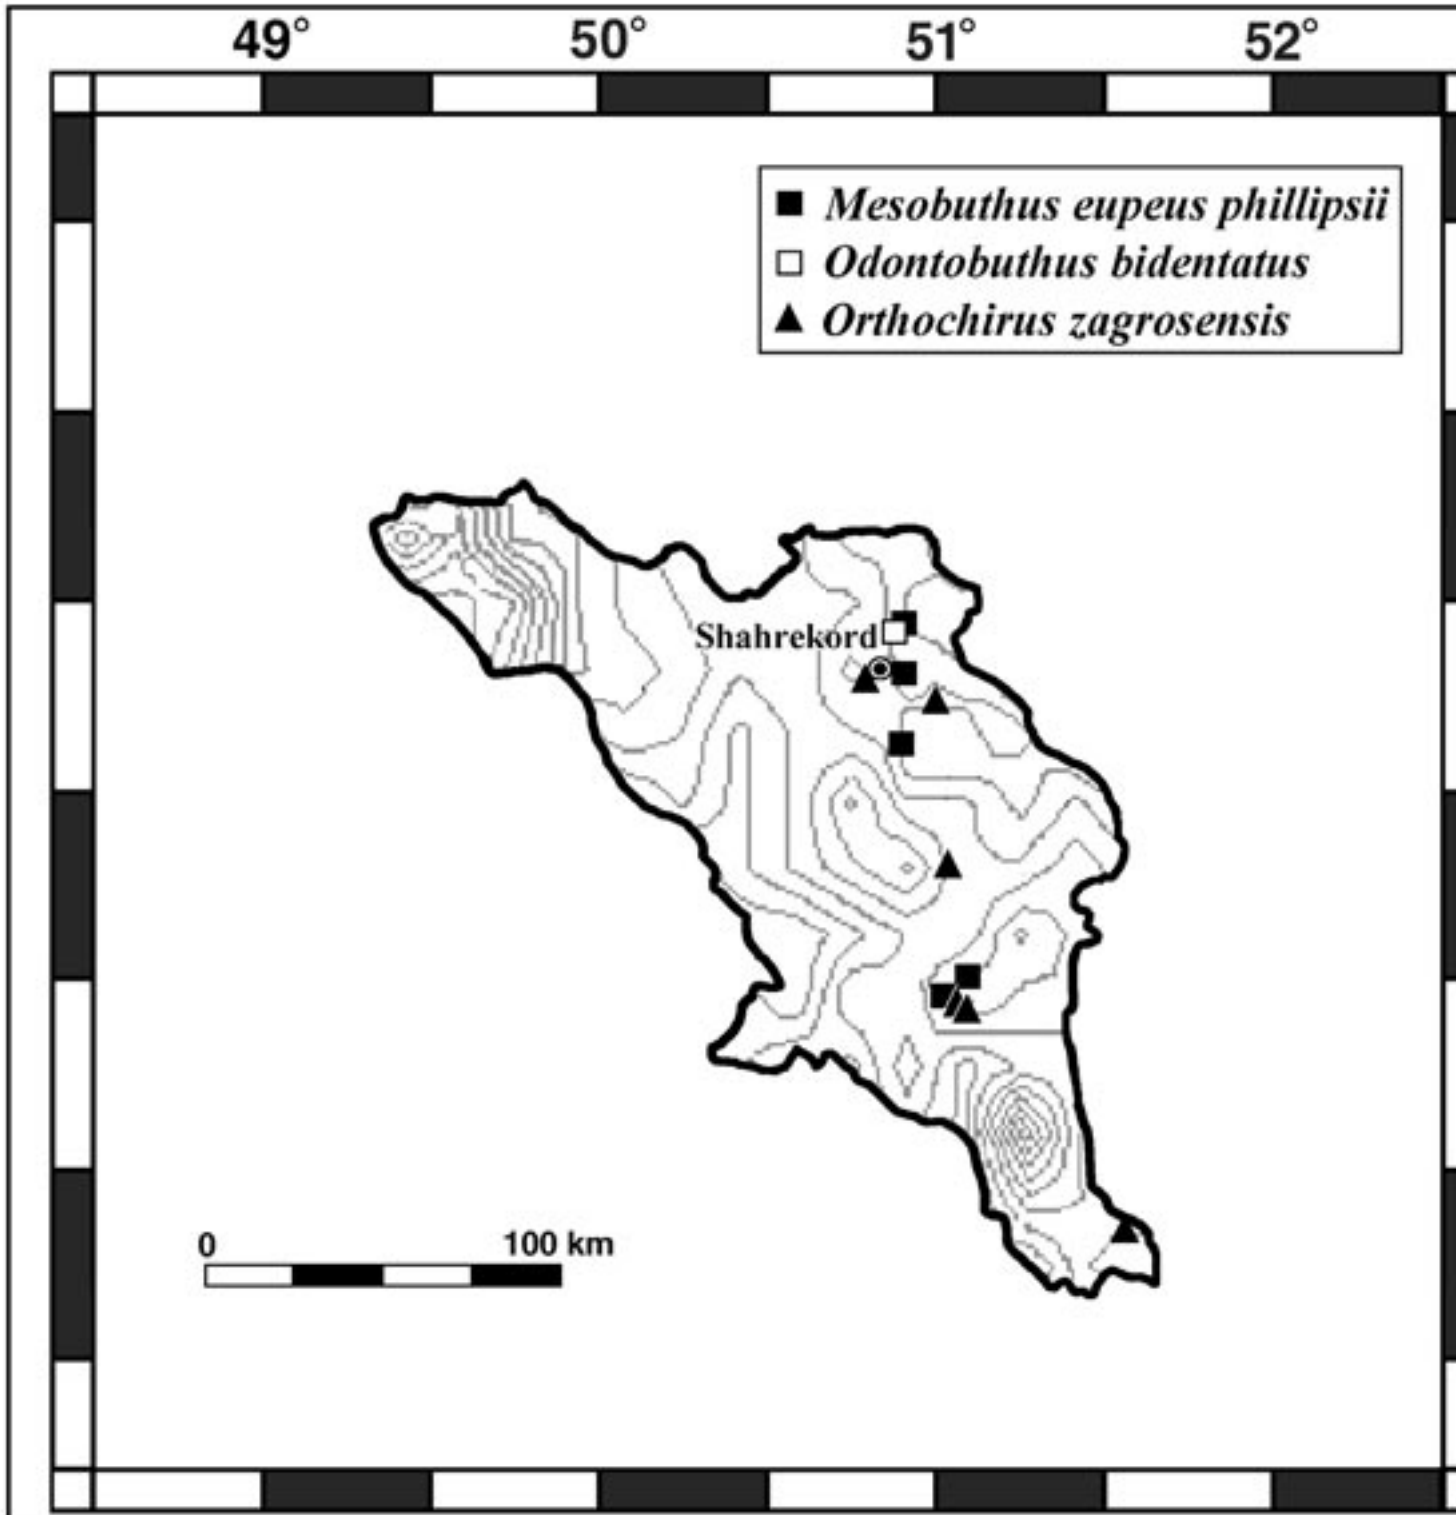 49° 50° 51° 52°
Mesobuthus eupeus phillipsii
Odontobuthus bidentatus
Orthochirus zagrosensis
Shahrekord
0 100 km